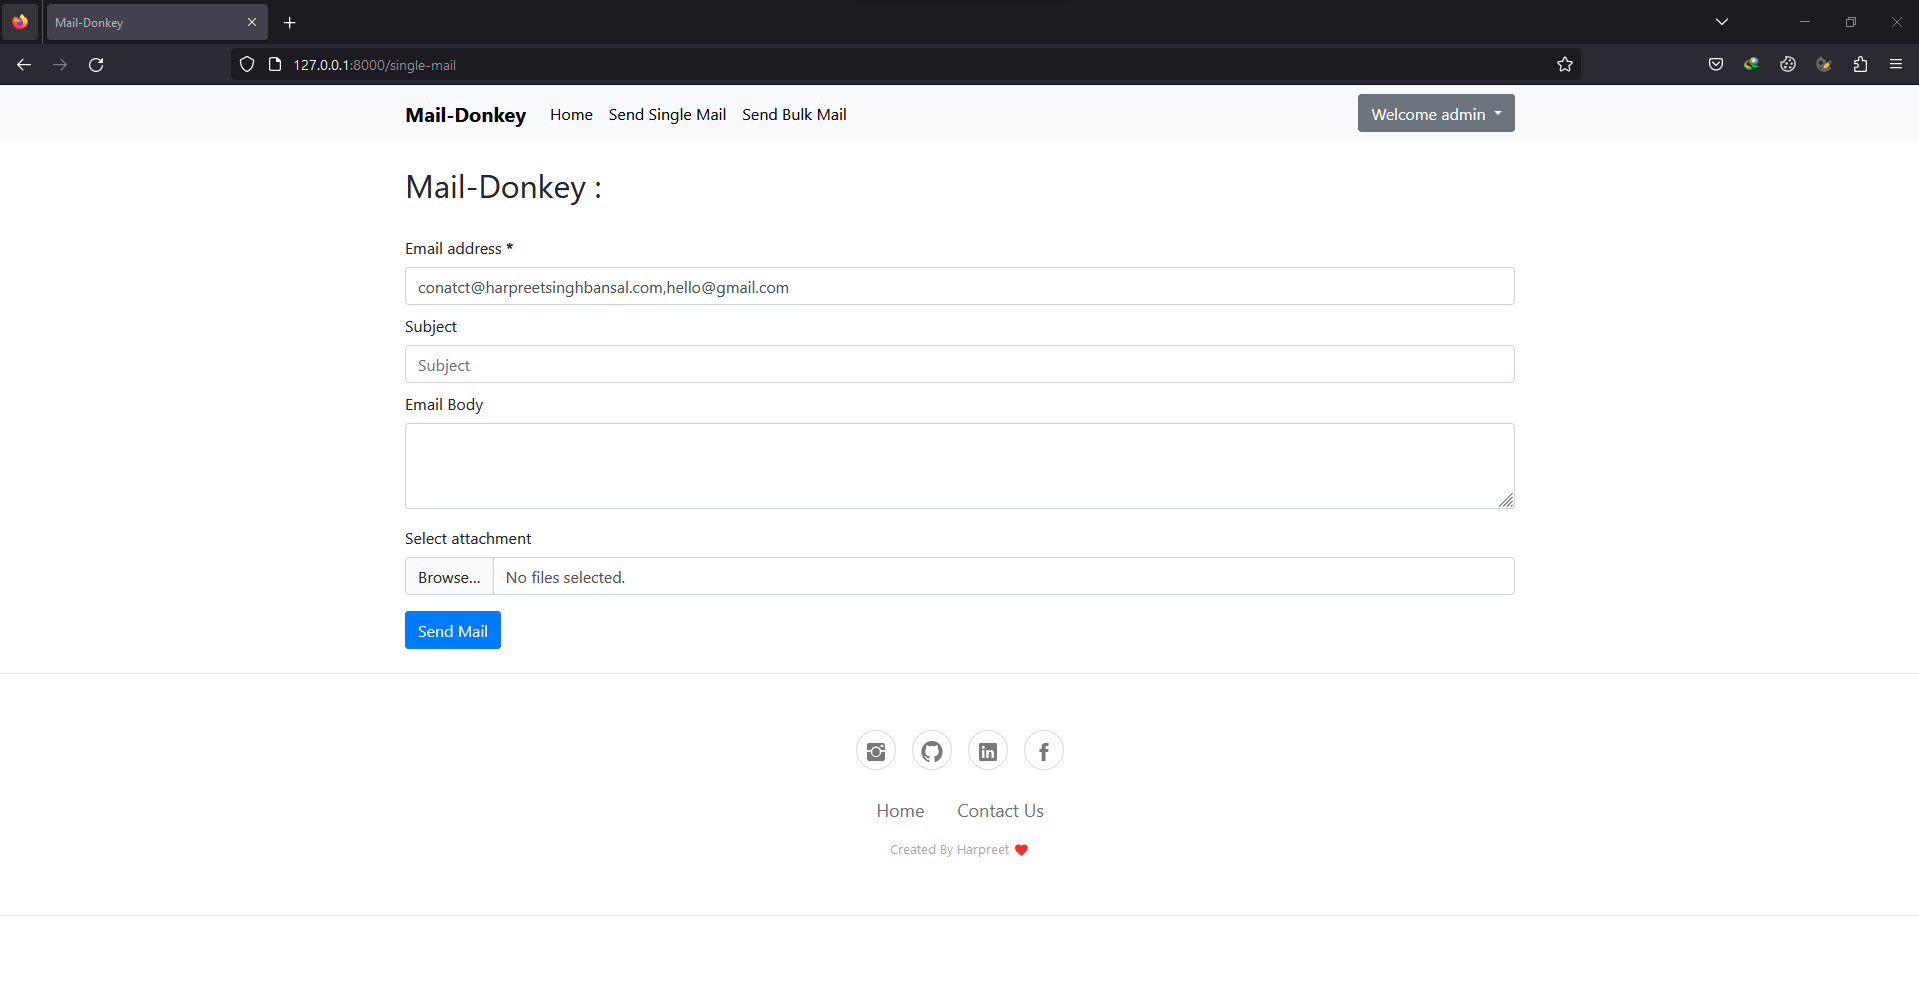 Mail-Donkey
127.0.0.1:8000/single-mail
Mail-Donkey Home Send Single Mail Send Bulk Mail Welcome admin
Mail-Donkey :
Email address *
conatct@harpreetsinghbansal.com,hello@gmail.com
Subject
Subject
Email Body
Select attachment
Browse... No files selected.
Send Mail
Home Contact Us
Created By Harpreet ❤